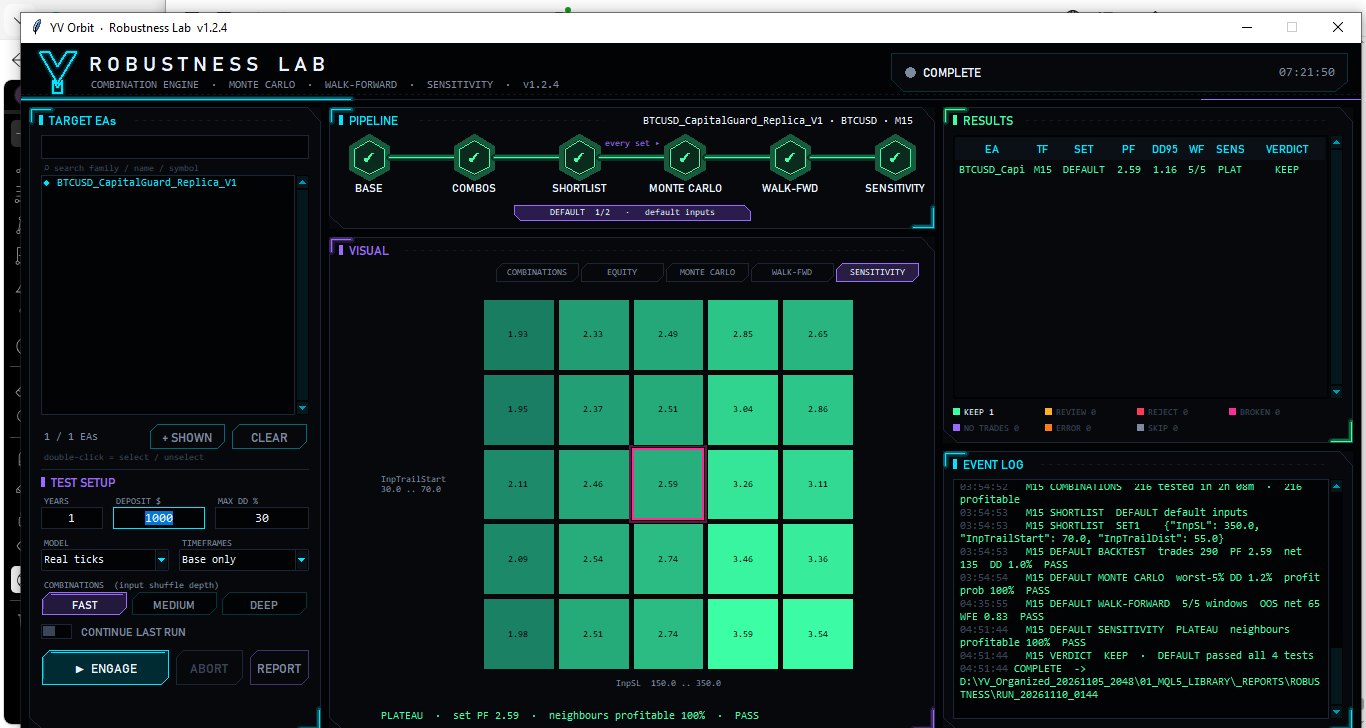 YV Orbit · Robustness Lab v1.2.4
ROBUSTNESS LAB
COMBINATION ENGINE · MONTE CARLO · WALK-FORWARD · SENSITIVITY · v1.2.4
COMPLETE
07:21:50
TARGET EAs
⌕ search family / name / symbol
◆ BTCUSD_CapitalGuard_Replica_V1
1 / 1 EAs
+ SHOWN
CLEAR
double-click = select / unselect
TEST SETUP
YEARS
DEPOSIT $
MAX DD %
1
1000
30
MODEL
TIMEFRAMES
Real ticks
Base only
COMBINATIONS (input shuffle depth)
FAST
MEDIUM
DEEP
CONTINUE LAST RUN
▶ ENGAGE
ABORT
REPORT
PIPELINE
BTCUSD_CapitalGuard_Replica_V1 · BTCUSD · M15
every set ▸
BASE
COMBOS
SHORTLIST
MONTE CARLO
WALK-FWD
SENSITIVITY
DEFAULT 1/2 · default inputs
VISUAL
COMBINATIONS
EQUITY
MONTE CARLO
WALK-FWD
SENSITIVITY
1.93 2.33 2.49 2.85 2.65
1.95 2.37 2.51 3.04 2.86
InpTrailStart
30.0 .. 70.0
2.11 2.46 2.59 3.26 3.11
2.09 2.54 2.74 3.46 3.36
1.98 2.51 2.74 3.59 3.54
InpSL 150.0 .. 350.0
PLATEAU · set PF 2.59 · neighbours profitable 100% · PASS
RESULTS
EA TF SET PF DD95 WF SENS VERDICT
BTCUSD_Capi M15 DEFAULT 2.59 1.16 5/5 PLAT KEEP
KEEP 1
REVIEW 0
REJECT 0
BROKEN 0
NO TRADES 0
ERROR 0
SKIP 0
EVENT LOG
03:54:52 M15 COMBINATIONS 216 tested in 2h 08m · 216
profitable
03:54:53 M15 SHORTLIST DEFAULT default inputs
03:54:53 M15 SHORTLIST SET1 {"InpSL": 350.0,
"InpTrailStart": 70.0, "InpTrailDist": 55.0}
03:54:53 M15 DEFAULT BACKTEST trades 290 PF 2.59 net
135 DD 1.0% PASS
03:54:54 M15 DEFAULT MONTE CARLO worst-5% DD 1.2% profit
prob 100% PASS
04:35:55 M15 DEFAULT WALK-FORWARD 5/5 windows OOS net 65
WFE 0.83 PASS
04:51:44 M15 DEFAULT SENSITIVITY PLATEAU neighbours
profitable 100% PASS
04:51:44 M15 VERDICT KEEP · DEFAULT passed all 4 tests
04:51:44 COMPLETE ->
D:\YV_Organized_20261105_2048\01_MQL5_LIBRARY\_REPORTS\ROBUS
TNESS\RUN_20261110_0144